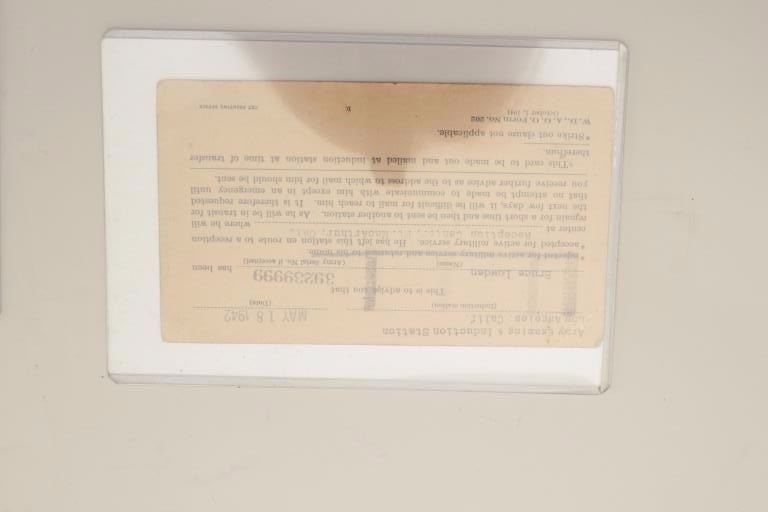 Army Examing & Induction Station
Los Angeles, Calif. MAY 18 1942
(Induction station) (Date)
This is to advise you that
Bruce Lowden 39239999 has been
(Name) (Army Serial No. if accepted)
* rejected for active military service and returned to his home.
* accepted for active military service. He has left this station en route to a reception
center at Reception Center, Ft. MacArthur, Cal. where he will
remain for a short time and then be sent to another station. As he will be in transit for
the next few days, it will be difficult for mail to reach him. It is therefore requested
that no attempt be made to communicate with him except in an emergency until
you receive further advice as to the address to which mail for him should be sent.
*This card to be made out and mailed at induction station at time of transfer
therefrom.
*Strike out clause not applicable.
W. D., A. G. O. Form No. 202
October 1, 1941